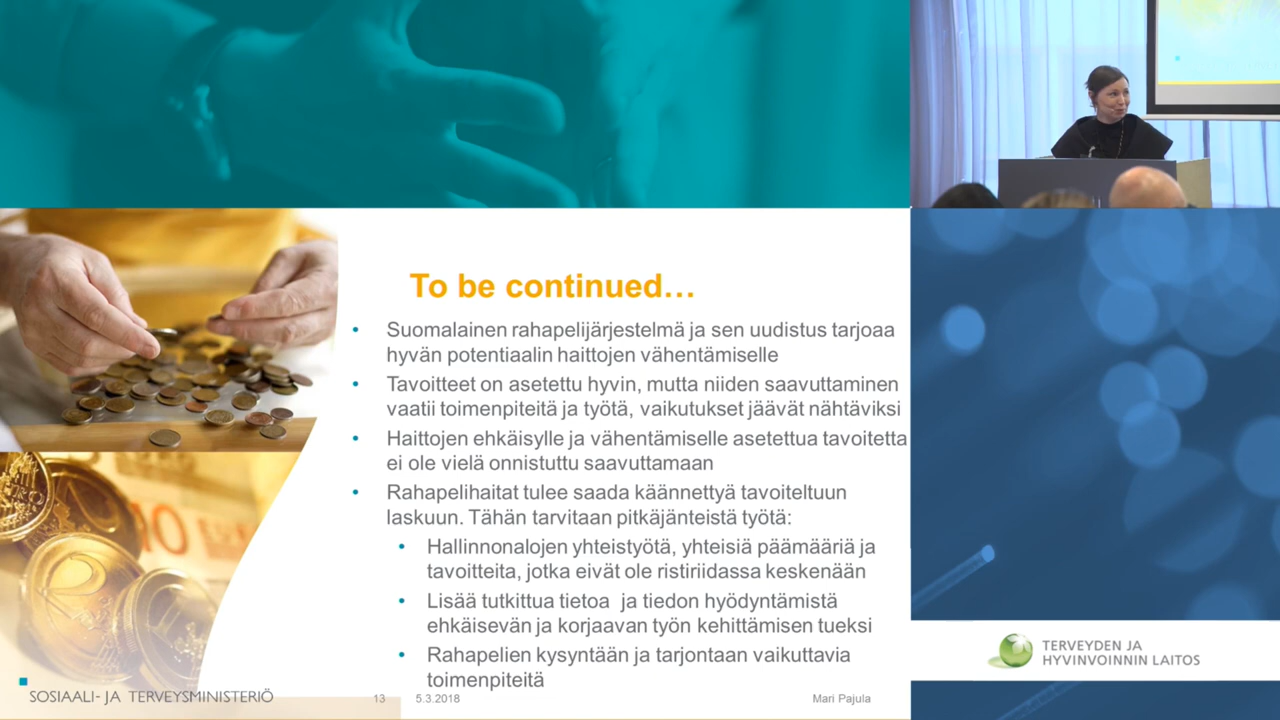 To be continued…
• Suomalainen rahapelijärjestelmä ja sen uudistus tarjoaa
hyvän potentiaalin haittojen vähentämiselle
• Tavoitteet on asetettu hyvin, mutta niiden saavuttaminen
vaatii toimenpiteitä ja työtä, vaikutukset jäävät nähtäviksi
• Haittojen ehkäisylle ja vähentämiselle asetettua tavoitetta
ei ole vielä onnistuttu saavuttamaan
• Rahapelihaitat tulee saada käännettyä tavoiteltuun
laskuun. Tähän tarvitaan pitkäjänteistä työtä:
• Hallinnonalojen yhteistyötä, yhteisiä päämääriä ja
tavoitteita, jotka eivät ole ristiriidassa keskenään
• Lisää tutkittua tietoa ja tiedon hyödyntämistä
ehkäisevän ja korjaavan työn kehittämisen tueksi
• Rahapelien kysyntään ja tarjontaan vaikuttavia
toimenpiteitä
SOSIAALI- JA TERVEYSMINISTERIÖ
13
5.3.2018
Mari Pajula
TERVEYDEN JA
HYVINVOINNIN LAITOS
10